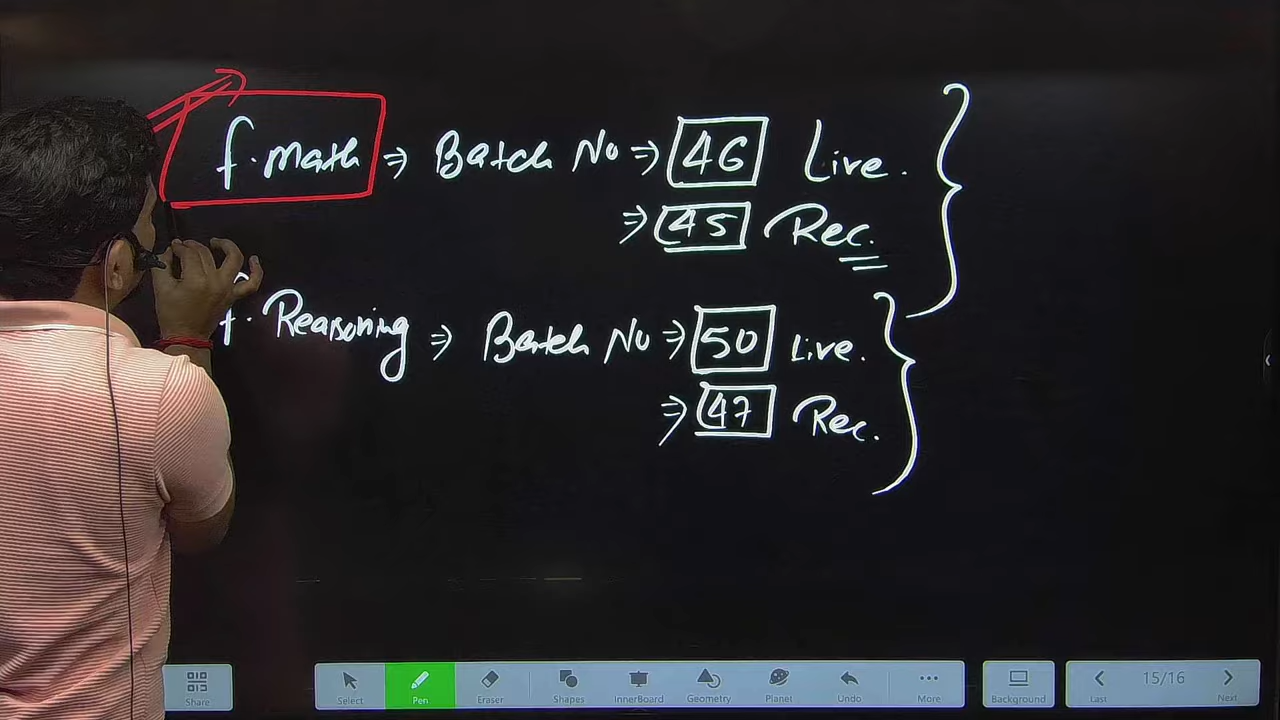 f. Math ⇒ Batch No ⇒ 46 Live.
⇒ 45 Rec.
f. Reasoning ⇒ Batch No ⇒ 50 Live.
⇒ 47 Rec.
Share
Select
Pen
Eraser
Shapes
InnerBoard
Geometry
Planet
Undo
More
Background
Last
15/16
Next